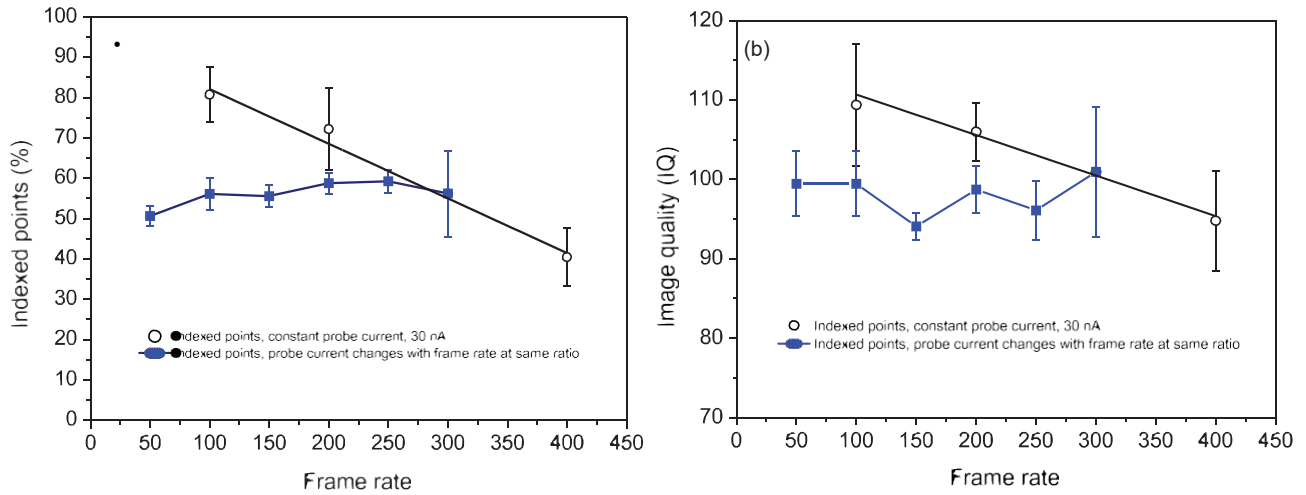 100
90
80
70
60
50
40
30
20
10
0
Indexed points (%)
Indexed points, constant probe current, 30 nA
Indexed points, probe current changes with frame rate at same ratio
0 50 100 150 200 250 300 350 400 450
Frame rate
(b)
120
110
100
90
80
70
Image quality (IQ)
Indexed points, constant probe current, 30 nA
Indexed points, probe current changes with frame rate at same ratio
0 50 100 150 200 250 300 350 400 450
Frame rate